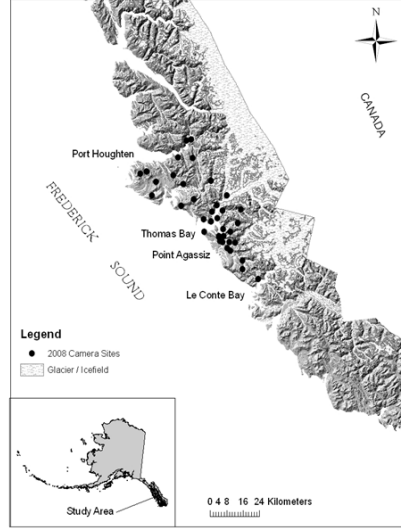 N
CANADA
Port Houghten
FREDERICK
SOUND
Thomas Bay
Point Agassiz
Le Conte Bay
Legend
2008 Camera Sites
Glacier / Icefield
Study Area
0 4 8 16 24 Kilometers